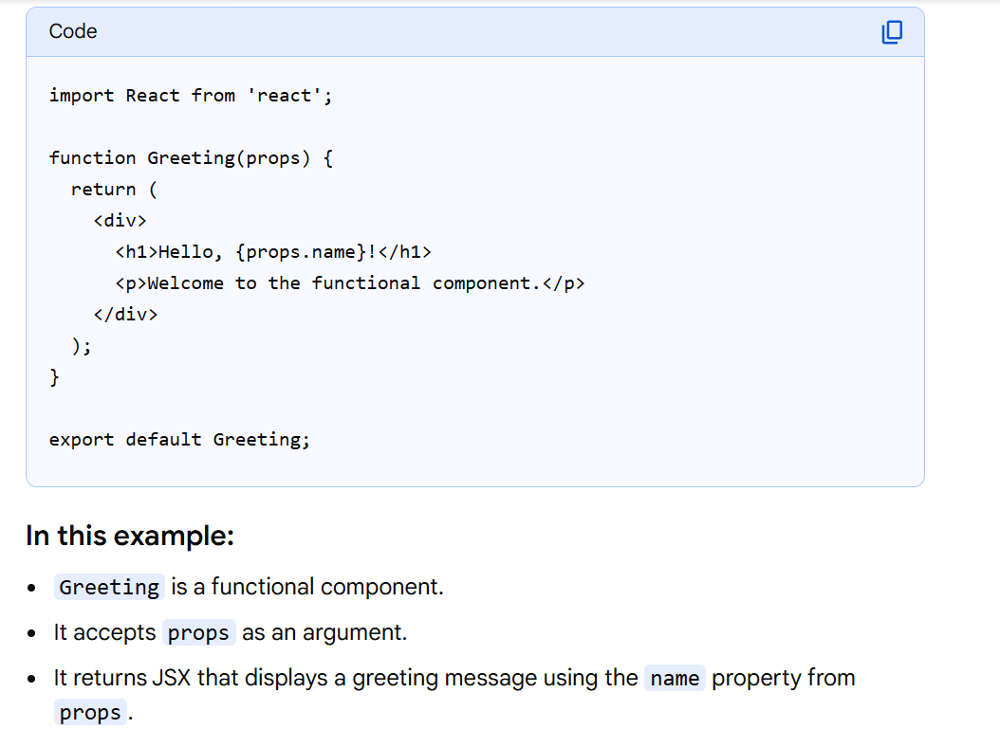 Code
import React from 'react';
function Greeting(props) {
  return (
    <div>
      <h1>Hello, {props.name}!</h1>
      <p>Welcome to the functional component.</p>
    </div>
  );
}
export default Greeting;
In this example:
• Greeting is a functional component.
• It accepts props as an argument.
• It returns JSX that displays a greeting message using the name property from
props.